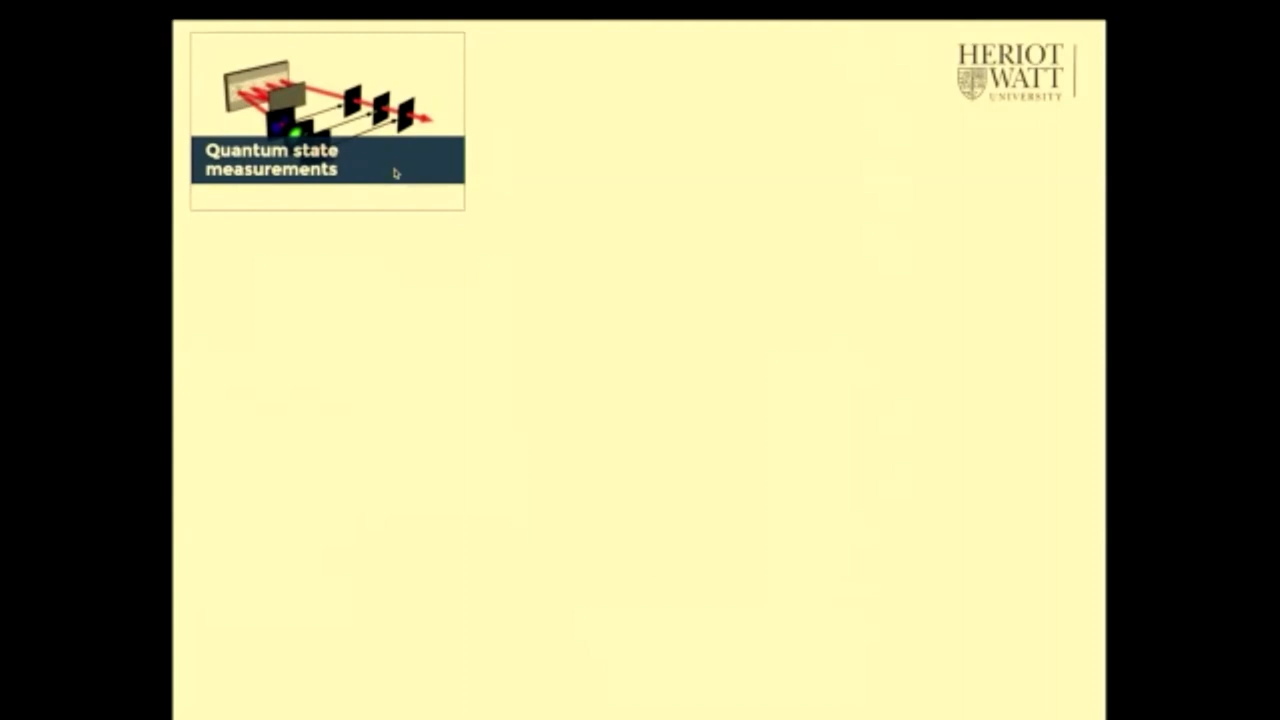 Quantum state
measurements
HERIOT
WATT
UNIVERSITY